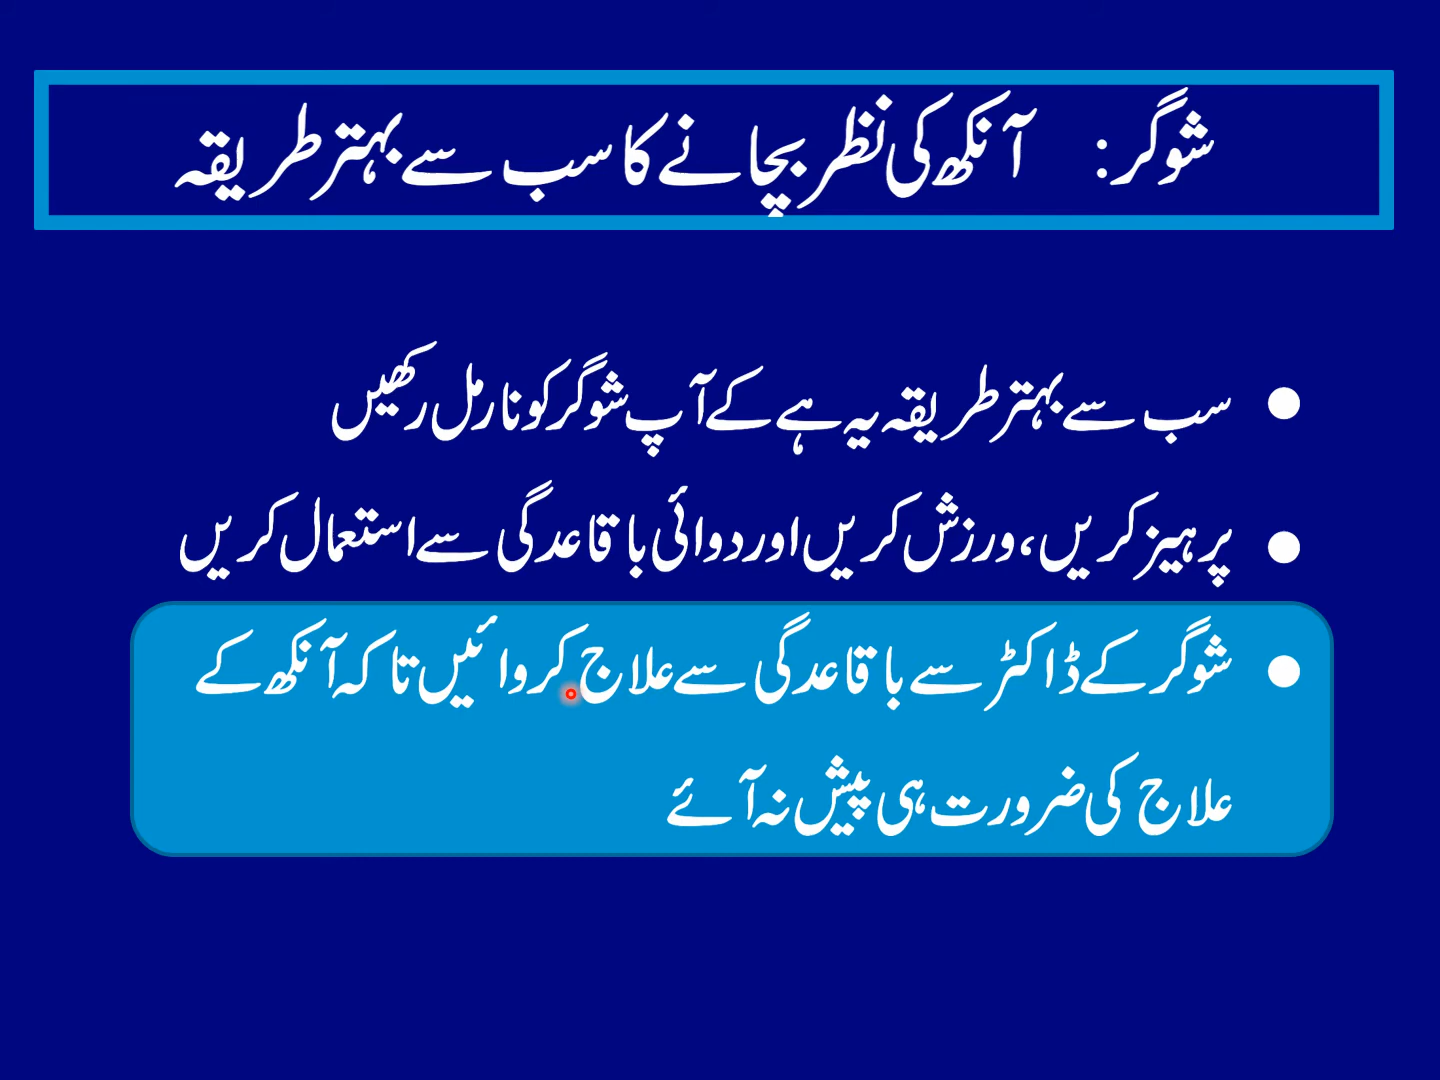 شوگر: آنکھ کی نظر بچانے کا سب سے بہتر طریقہ
● سب سے بہتر طریقہ یہ ہے کے آپ شوگر کو نارمل رکھیں
● پرہیز کریں، ورزش کریں اور دوائی باقاعدگی سے استعمال کریں
● شوگر کے ڈاکٹر سے باقاعدگی سے علاج کروائیں تاکہ آنکھ کے
علاج کی ضرورت ہی پیش نہ آئے